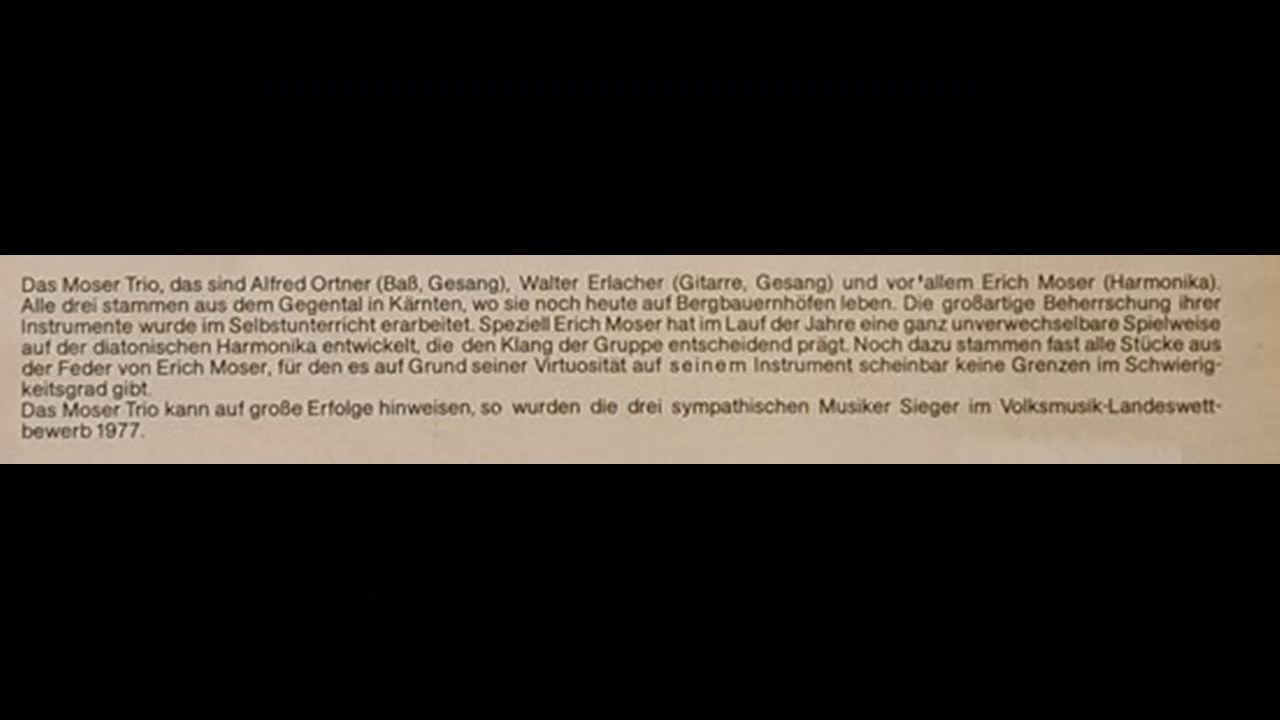 Das Moser Trio, das sind Alfred Ortner (Baß, Gesang), Walter Erlacher (Gitarre, Gesang) und vor allem Erich Moser (Harmonika).
Alle drei stammen aus dem Gegental in Kärnten, wo sie noch heute auf Bergbauernhöfen leben. Die großartige Beherrschung ihrer
Instrumente wurde im Selbstunterricht erarbeitet. Speziell Erich Moser hat im Lauf der Jahre eine ganz unverwechselbare Spielweise
auf der diatonischen Harmonika entwickelt, die den Klang der Gruppe entscheidend prägt. Noch dazu stammen fast alle Stücke aus
der Feder von Erich Moser, für den es auf Grund seiner Virtuosität auf seinem Instrument scheinbar keine Grenzen im Schwierig-
keitsgrad gibt.
Das Moser Trio kann auf große Erfolge hinweisen, so wurden die drei sympathischen Musiker Sieger im Volksmusik-Landeswett-
bewerb 1977.